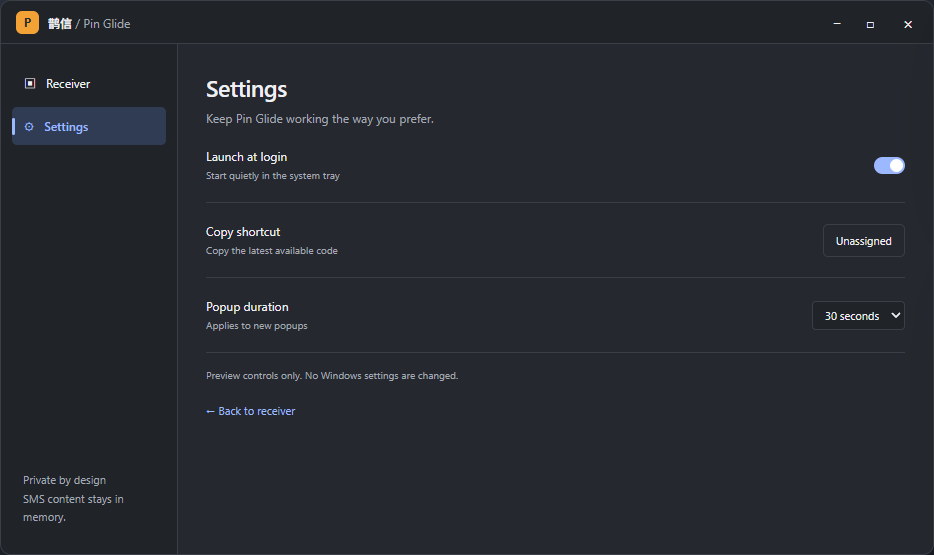 P 鹊信 / Pin Glide
Receiver
Settings
Settings
Keep Pin Glide working the way you prefer.
Launch at login
Start quietly in the system tray
Copy shortcut
Copy the latest available code
Unassigned
Popup duration
Applies to new popups
30 seconds
Preview controls only. No Windows settings are changed.
← Back to receiver
Private by design
SMS content stays in
memory.